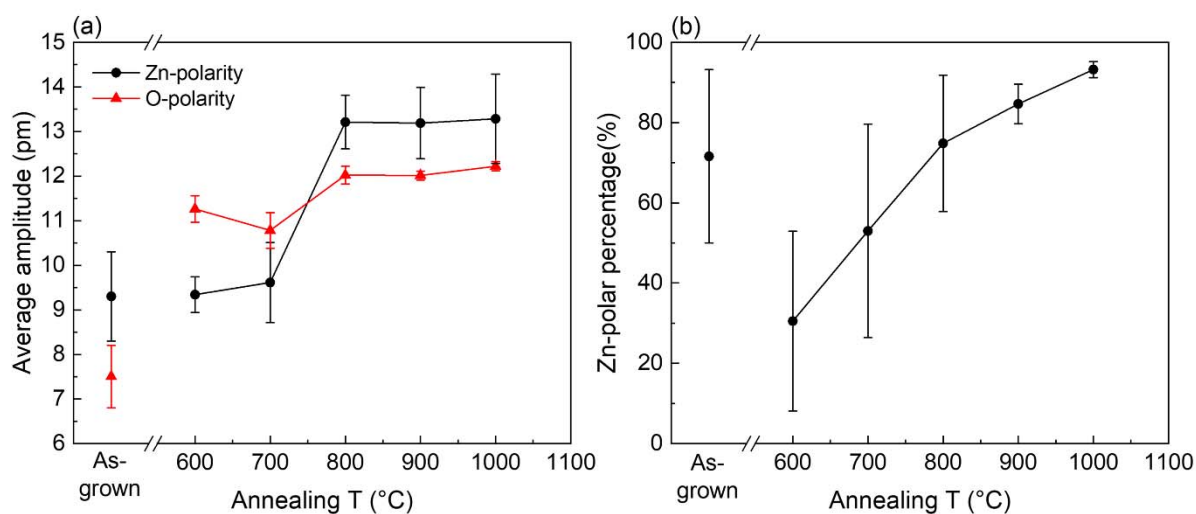 (a)
15
14
13
12
11
10
9
8
7
6
Average amplitude (pm)
Zn-polarity
O-polarity
As-
grown
600 700 800 900 1000 1100
Annealing T (°C)
(b)
100
80
60
40
20
0
Zn-polar percentage(%)
As-
grown
600 700 800 900 1000 1100
Annealing T (°C)